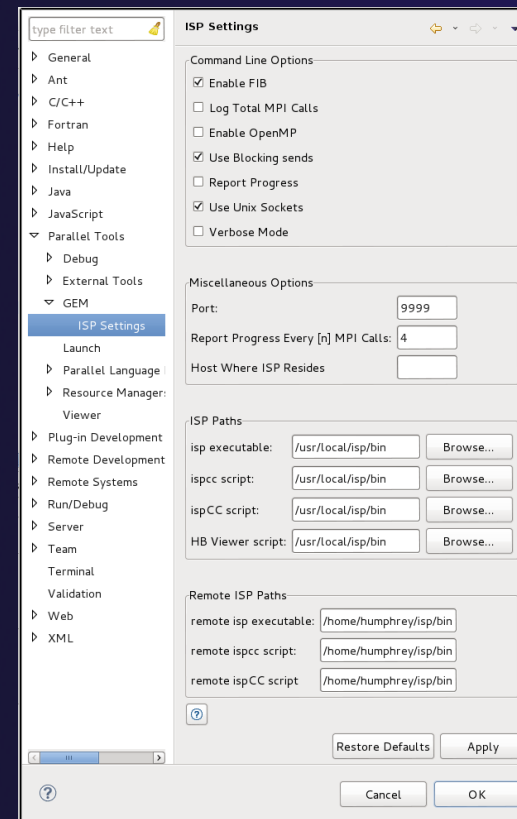 type filter text
General
Ant
C/C++
Fortran
Help
Install/Update
Java
JavaScript
Parallel Tools
Debug
External Tools
GEM
ISP Settings
Launch
Parallel Language
Resource Manager
Viewer
Plug-in Development
Remote Development
Remote Systems
Run/Debug
Server
Team
Terminal
Validation
Web
XML
ISP Settings
Command Line Options
Enable FIB
Log Total MPI Calls
Enable OpenMP
Use Blocking sends
Report Progress
Use Unix Sockets
Verbose Mode
Miscellaneous Options
Port: 9999
Report Progress Every [n] MPI Calls: 4
Host Where ISP Resides
ISP Paths
isp executable: /usr/local/isp/bin Browse...
ispcc script: /usr/local/isp/bin Browse...
ispCC script: /usr/local/isp/bin Browse...
HB Viewer script: /usr/local/isp/bin Browse...
Remote ISP Paths
remote isp executable: /home/humphrey/isp/bin
remote ispcc script: /home/humphrey/isp/bin
remote ispCC script /home/humphrey/isp/bin
Restore Defaults Apply
Cancel OK